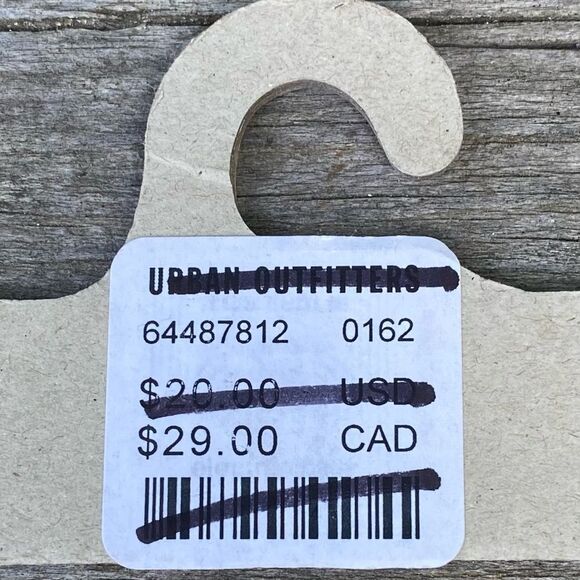 URBAN OUTFITTERS
64487812 0162
$20.00 USD
$29.00 CAD